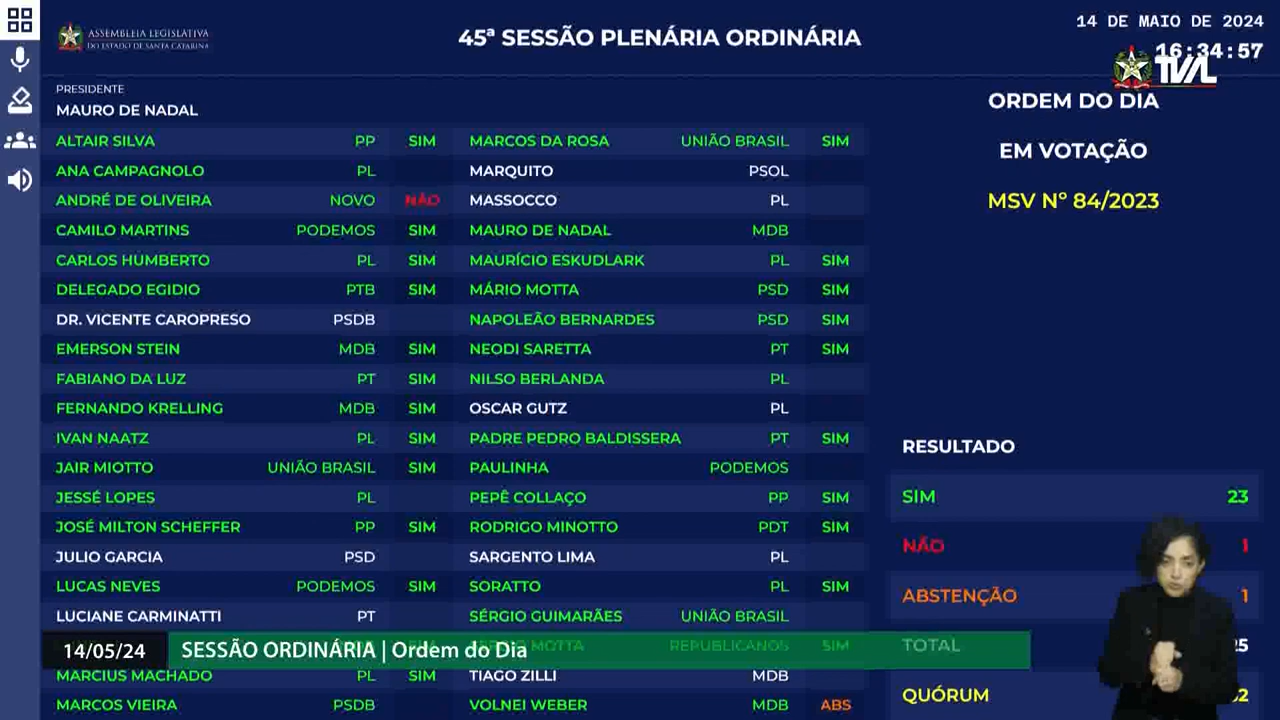 ASSEMBLEIA LEGISLATIVA
DO ESTADO DE SANTA CATARINA
45ª SESSÃO PLENÁRIA ORDINÁRIA
14 DE MAIO DE 2024
16:34:57
TVAL
PRESIDENTE
MAURO DE NADAL
ALTAIR SILVA PP SIM
ANA CAMPAGNOLO PL
ANDRÉ DE OLIVEIRA NOVO NÃO
CAMILO MARTINS PODEMOS SIM
CARLOS HUMBERTO PL SIM
DELEGADO EGIDIO PTB SIM
DR. VICENTE CAROPRESO PSDB
EMERSON STEIN MDB SIM
FABIANO DA LUZ PT SIM
FERNANDO KRELLING MDB SIM
IVAN NAATZ PL SIM
JAIR MIOTTO UNIÃO BRASIL SIM
JESSÉ LOPES PL
JOSÉ MILTON SCHEFFER PP SIM
JULIO GARCIA PSD
LUCAS NEVES PODEMOS SIM
LUCIANE CARMINATTI PT
MARCIUS MACHADO PL SIM
MARCOS VIEIRA PSDB
MARCOS DA ROSA UNIÃO BRASIL SIM
MARQUITO PSOL
MASSOCCO PL
MAURO DE NADAL MDB
MAURÍCIO ESKUDLARK PL SIM
MÁRIO MOTTA PSD SIM
NAPOLEÃO BERNARDES PSD SIM
NEODI SARETTA PT SIM
NILSO BERLANDA PL
OSCAR GUTZ PL
PADRE PEDRO BALDISSERA PT SIM
PAULINHA PODEMOS
PEPÊ COLLAÇO PP SIM
RODRIGO MINOTTO PDT SIM
SARGENTO LIMA PL
SORATTO PL SIM
SÉRGIO GUIMARÃES UNIÃO BRASIL
MOTTA REPUBLICANOS SIM
TIAGO ZILLI MDB
VOLNEI WEBER MDB ABS
ORDEM DO DIA
EM VOTAÇÃO
MSV Nº 84/2023
RESULTADO
SIM 23
NÃO 1
ABSTENÇÃO 1
TOTAL
QUÓRUM
14/05/24
SESSÃO ORDINÁRIA | Ordem do Dia